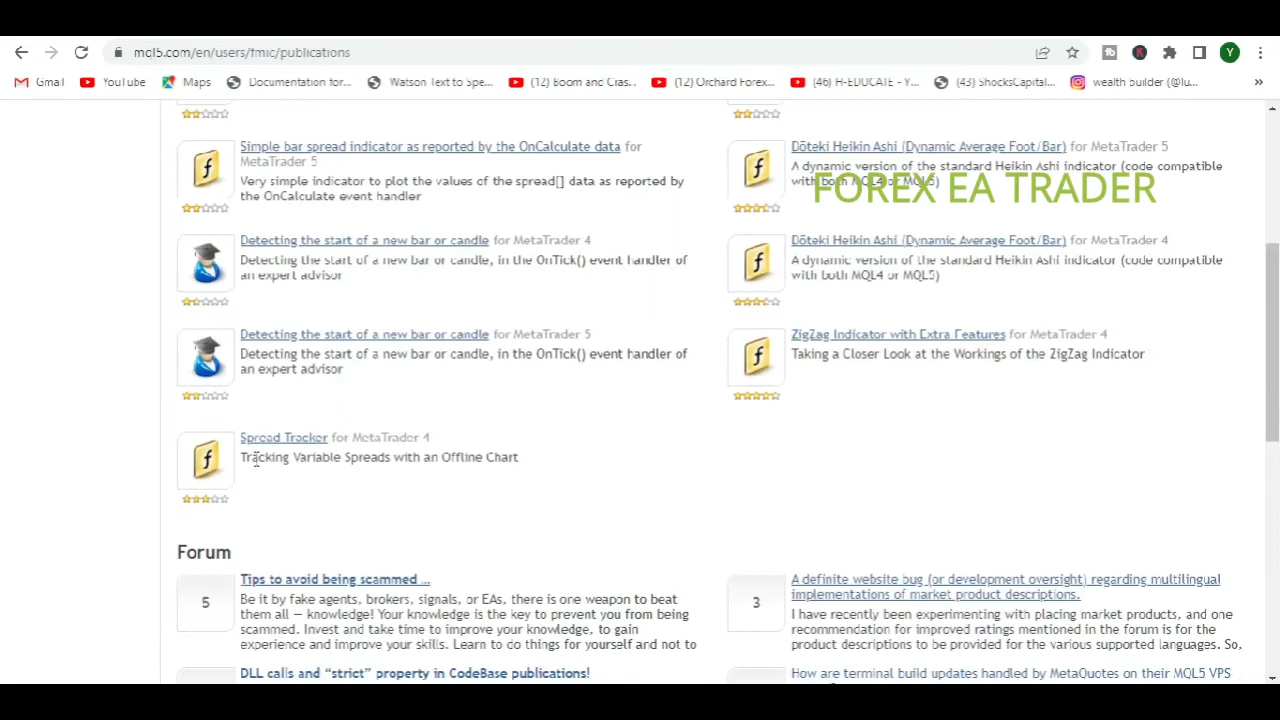 mql5.com/en/users/fmic/publications
Y
Gmail
YouTube
Maps
Documentation for...
Watson Text to Spe...
(12) Boom and Cras...
(12) Orchard Forex...
(46) H-EDUCATE - Y...
(43) ShocksCapital...
wealth builder (@lu...
»
Simple bar spread indicator as reported by the OnCalculate data for
MetaTrader 5
Very simple indicator to plot the values of the spread[] data as reported by
the OnCalculate event handler
Dōteki Heikin Ashi (Dynamic Average Foot/Bar) for MetaTrader 5
A dynamic version of the standard Heikin Ashi indicator (code compatible
with both MQL4 or MQL5)
FOREX EA TRADER
Detecting the start of a new bar or candle for MetaTrader 4
Detecting the start of a new bar or candle, in the OnTick() event handler of
an expert advisor
Dōteki Heikin Ashi (Dynamic Average Foot/Bar) for MetaTrader 4
A dynamic version of the standard Heikin Ashi indicator (code compatible
with both MQL4 or MQL5)
Detecting the start of a new bar or candle for MetaTrader 5
Detecting the start of a new bar or candle, in the OnTick() event handler of
an expert advisor
ZigZag Indicator with Extra Features for MetaTrader 4
Taking a Closer Look at the Workings of the ZigZag Indicator
Spread Tracker for MetaTrader 4
Tracking Variable Spreads with an Offline Chart
Forum
5
Tips to avoid being scammed ...
Be it by fake agents, brokers, signals, or EAs, there is one weapon to beat
them all — knowledge! Your knowledge is the key to prevent you from being
scammed. Invest and take time to improve your knowledge, to gain
experience and improve your skills. Learn to do things for yourself and not to
3
A definite website bug (or development oversight) regarding multilingual
implementations of market product descriptions.
I have recently been experimenting with placing market products, and one
recommendation for improved ratings mentioned in the forum is for the
product descriptions to be provided for the various supported languages. So,
DLL calls and “strict” property in CodeBase publications!
How are terminal build updates handled by MetaQuotes on their MQL5 VPS